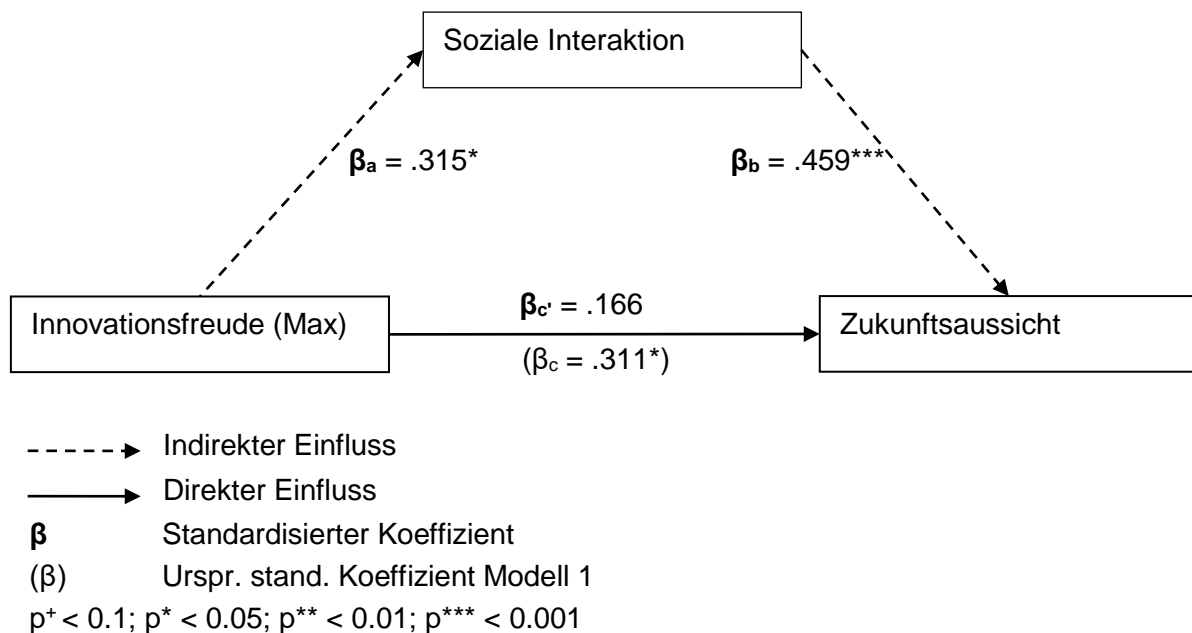 Soziale Interaktion
βa = .315*
βb = .459***
Innovationsfreude (Max)
βc' = .166
(βc = .311*)
Zukunftsaussicht
Indirekter Einfluss
Direkter Einfluss
β Standardisierter Koeffizient
(β) Urspr. stand. Koeffizient Modell 1
p⁺ < 0.1; p* < 0.05; p** < 0.01; p*** < 0.001